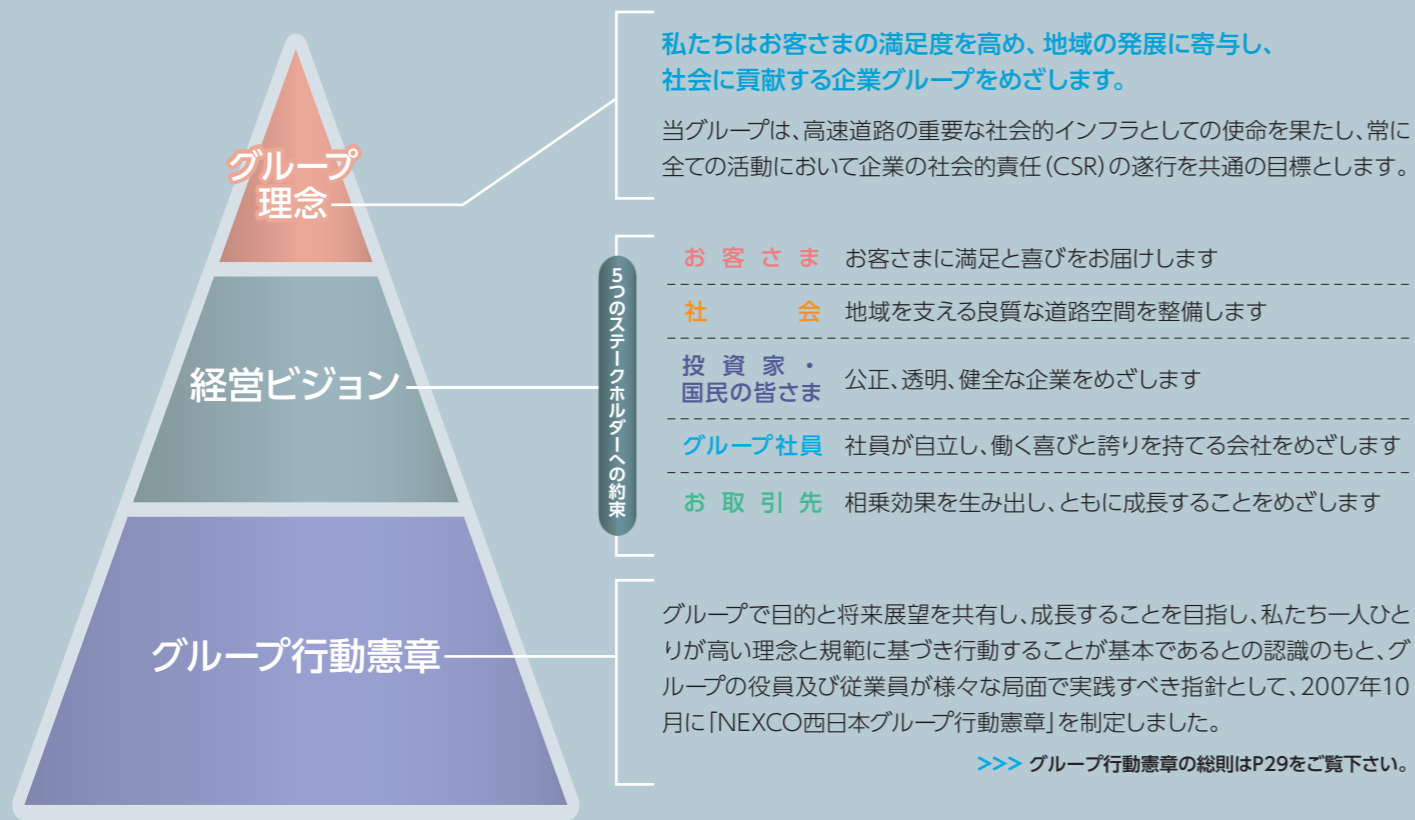 グループ
理念
私たちはお客さまの満足度を高め、地域の発展に寄与し、
社会に貢献する企業グループをめざします。
当グループは、高速道路の重要な社会的インフラとしての使命を果たし、常に
全ての活動において企業の社会的責任(CSR)の遂行を共通の目標とします。
経営ビジョン
5つのステークホルダーへの約束
お客さま お客さまに満足と喜びをお届けします
社会 地域を支える良質な道路空間を整備します
投資家・
国民の皆さま 公正、透明、健全な企業をめざします
グループ社員 社員が自立し、働く喜びと誇りを持てる会社をめざします
お取引先 相乗効果を生み出し、ともに成長することをめざします
グループ行動憲章
グループで目的と将来展望を共有し、成長することを目指し、私たち一人ひと
りが高い理念と規範に基づき行動することが基本であるとの認識のもと、グ
ループの役員及び従業員が様々な局面で実践すべき指針として、2007年10
月に「NEXCO西日本グループ行動憲章」を制定しました。
>>> グループ行動憲章の総則はP29をご覧下さい。